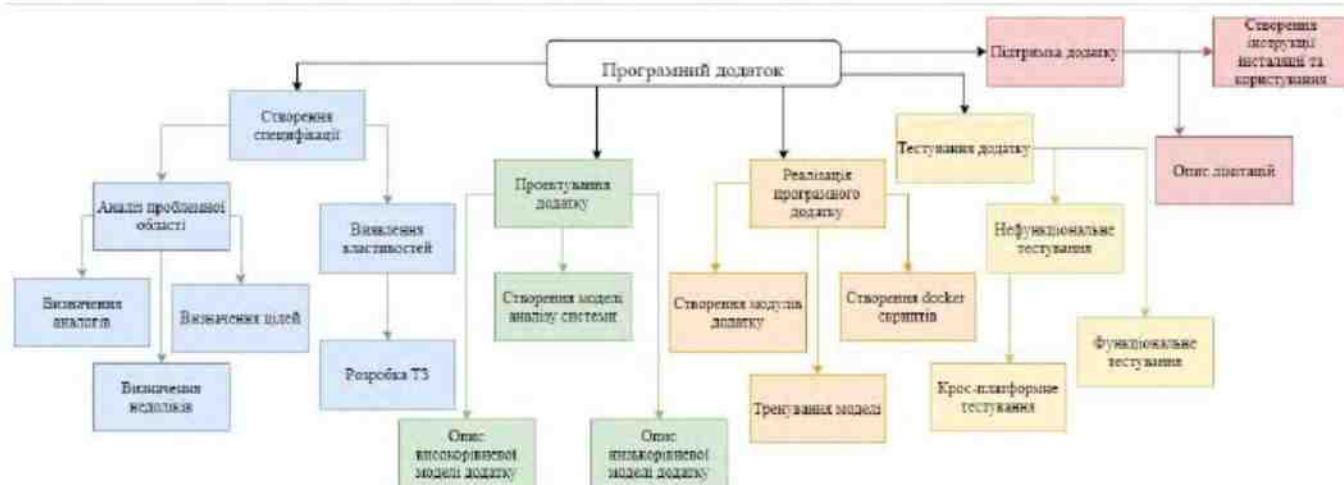 Програмний додаток
Підтримка додатку
Створення
інструкції
інсталяції та
користування
Створення
специфікації
Тестування додатку
Опис лімітацій
Аналіз проблемної
області
Виявлення
властивостей
Проектування
додатку
Реалізація
програмного
додатку
Нефункціональне
тестування
Визначення
аналогів
Визначення цілей
Створення моделі
аналізу системи
Створення модулів
додатку
Створення docker
скриптів
Функціональне
тестування
Визначення
недоліків
Розробка ТЗ
Тренування моделі
Крос-платформне
тестування
Опис
високорівневої
моделі додатку
Опис
низькорівневої
моделі додатку